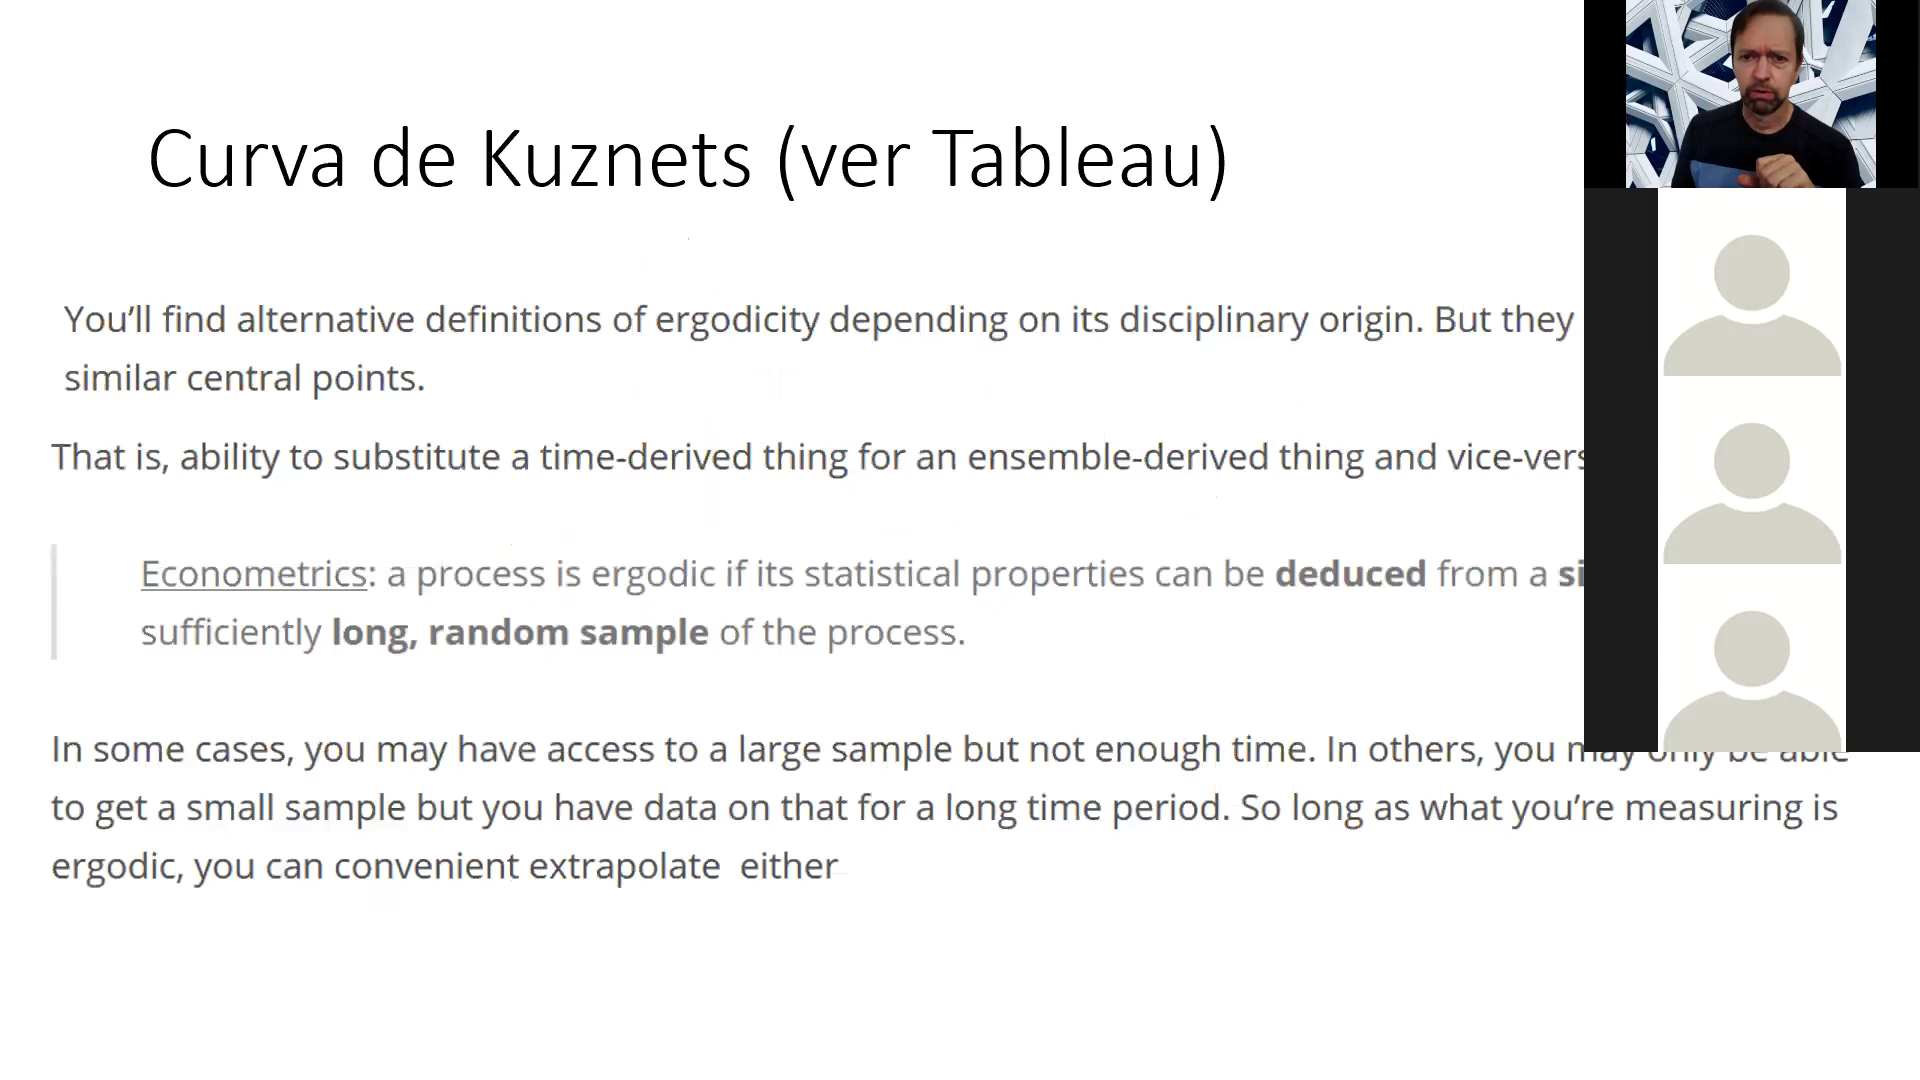 Curva de Kuznets (ver Tableau)
You’ll find alternative definitions of ergodicity depending on its disciplinary origin. But they
similar central points.
That is, ability to substitute a time-derived thing for an ensemble-derived thing and
Econometrics: a process is ergodic if its statistical properties can be deduced from a
sufficiently long, random sample of the process.
In some cases, you may have access to a large sample but not enough time. In others, you may only be able
to get a small sample but you have data on that for a long time period. So long as what you’re measuring is
ergodic, you can convenient extrapolate either